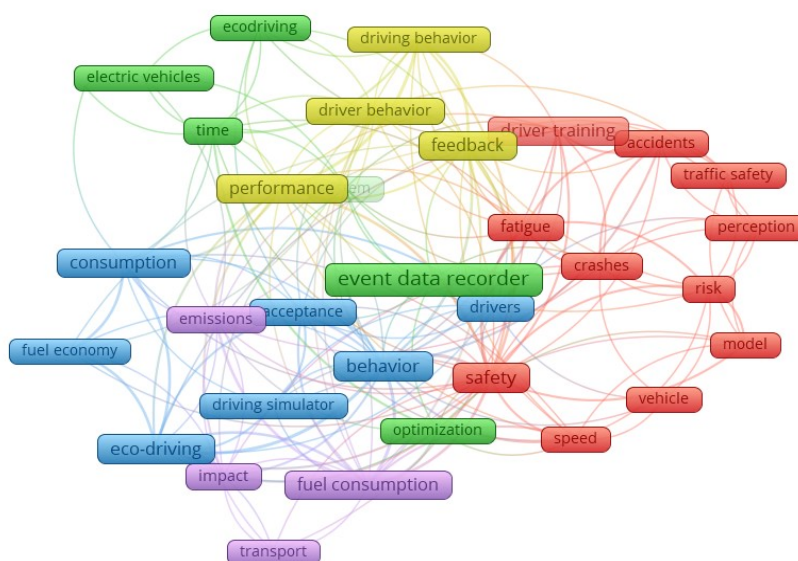 ecodriving
driving behavior
electric vehicles
driver behavior
time
driver training
feedback
accidents
traffic safety
performance
fatigue
perception
consumption
crashes
event data recorder
risk
emissions
acceptance
drivers
fuel economy
model
behavior
safety
driving simulator
vehicle
optimization
speed
eco-driving
impact
fuel consumption
transport